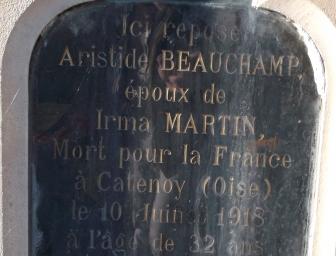 Ici repose
Aristide BEAUCHAMP,
époux de
Irma MARTIN,
Mort pour la France
à Catenoy (Oise)
le 10 Juin 1918
à l'âge de 32 ans